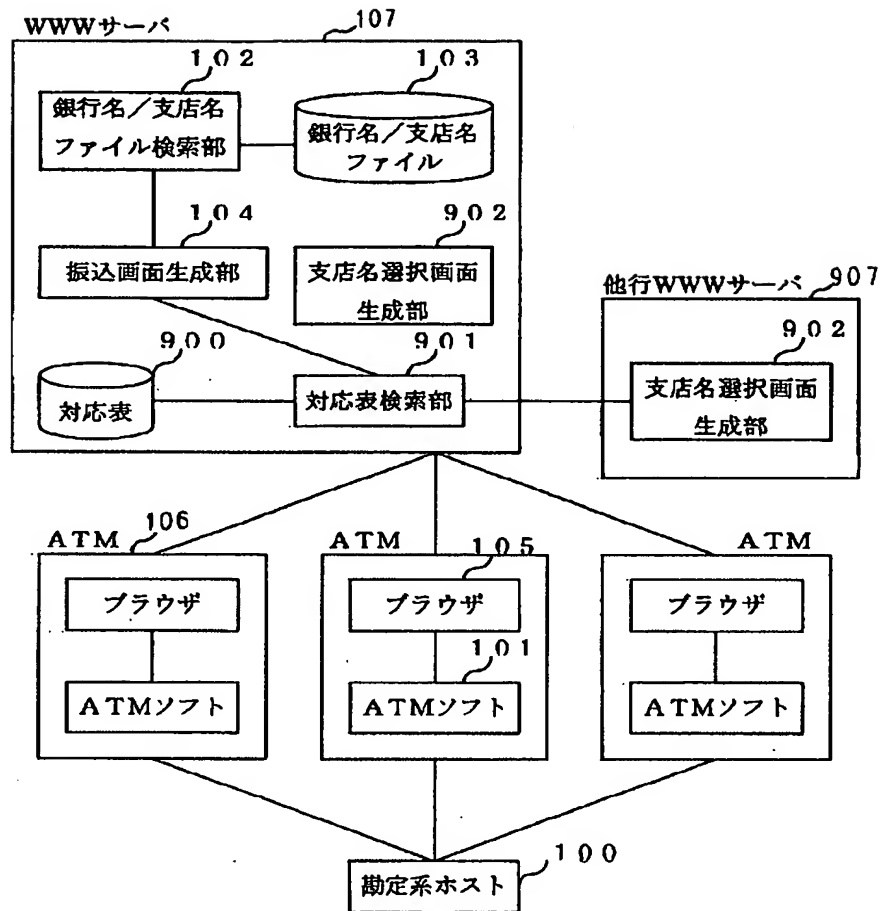 WWWサーバ
107
102
銀行名／支店名
ファイル検索部
103
銀行名／支店名
ファイル
104
振込画面生成部
902
支店名選択画面
生成部
900
対応表
901
対応表検索部
他行WWWサーバ
907
902
支店名選択画面
生成部
ATM
106
ブラウザ
ATMソフト
ATM
105
ブラウザ
101
ATMソフト
ATM
ブラウザ
ATMソフト
100
勘定系ホスト